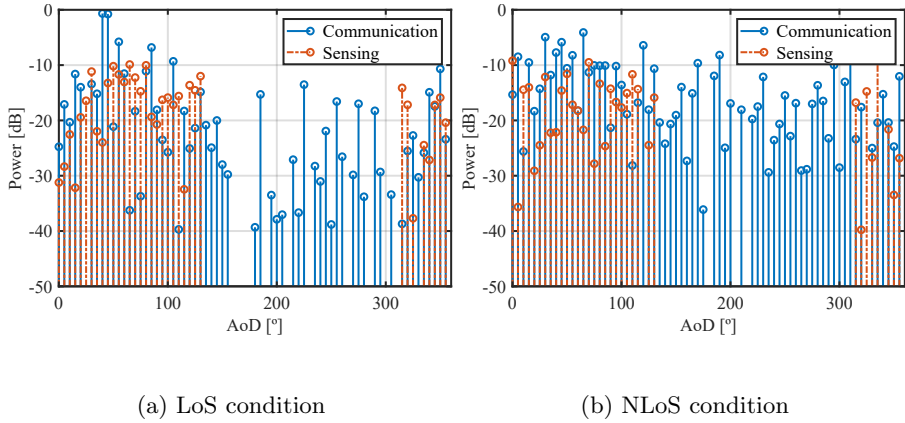 0
-10
-20
-30
-40
-50
Power [dB]
0
100
200
300
AoD [º]
Communication
Sensing
0
-10
-20
-30
-40
-50
Power [dB]
0
100
200
300
AoD [º]
Communication
Sensing
(a) LoS condition
(b) NLoS condition